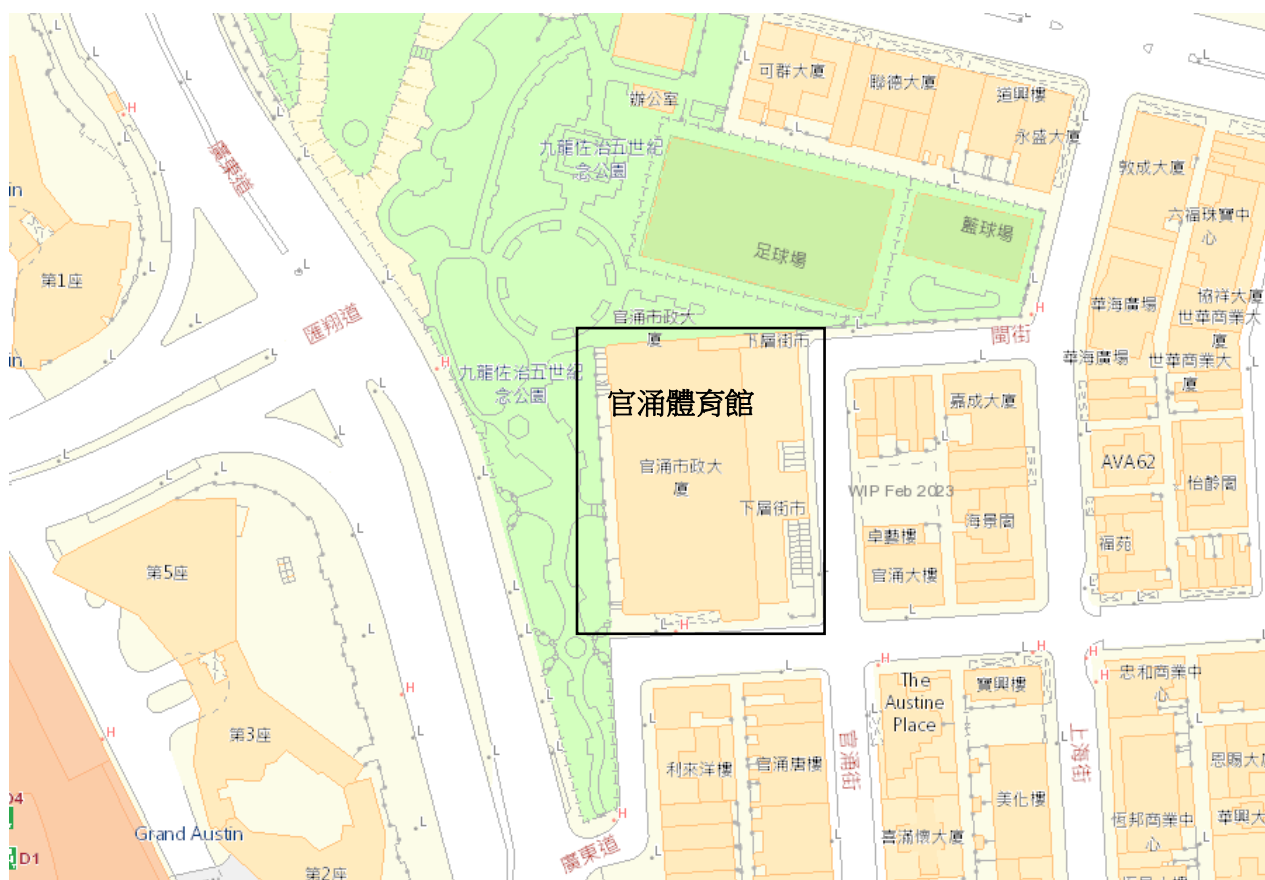 可群大廈
聯德大廈
道興樓
永盛大廈
辦公室
九龍佐治五世紀
念公園
敦成大廈
六福珠寶中
心
廣東道
足球場
籃球場
第1座
匯翔道
官涌市政大
廈
下層街市
閩街
華海廣場
協祥大廈
世華商業大
廈
華海廣場
世華商業大
廈
九龍佐治五世紀
念公園
官涌體育館
嘉成大廈
官涌市政大
廈
下層街市
WIP Feb 2023
AVA62
怡齡閣
海景閣
卓藝樓
福苑
官涌大樓
第5座
The
Austine
Place
寶興樓
忠和商業中
心
第3座
利來洋樓
官涌唐樓
官涌街
上海街
美化樓
恩賜大
Grand Austin
D4
D1
廣東道
喜滿懷大廈
恆邦商業中
心
華興大
第2座